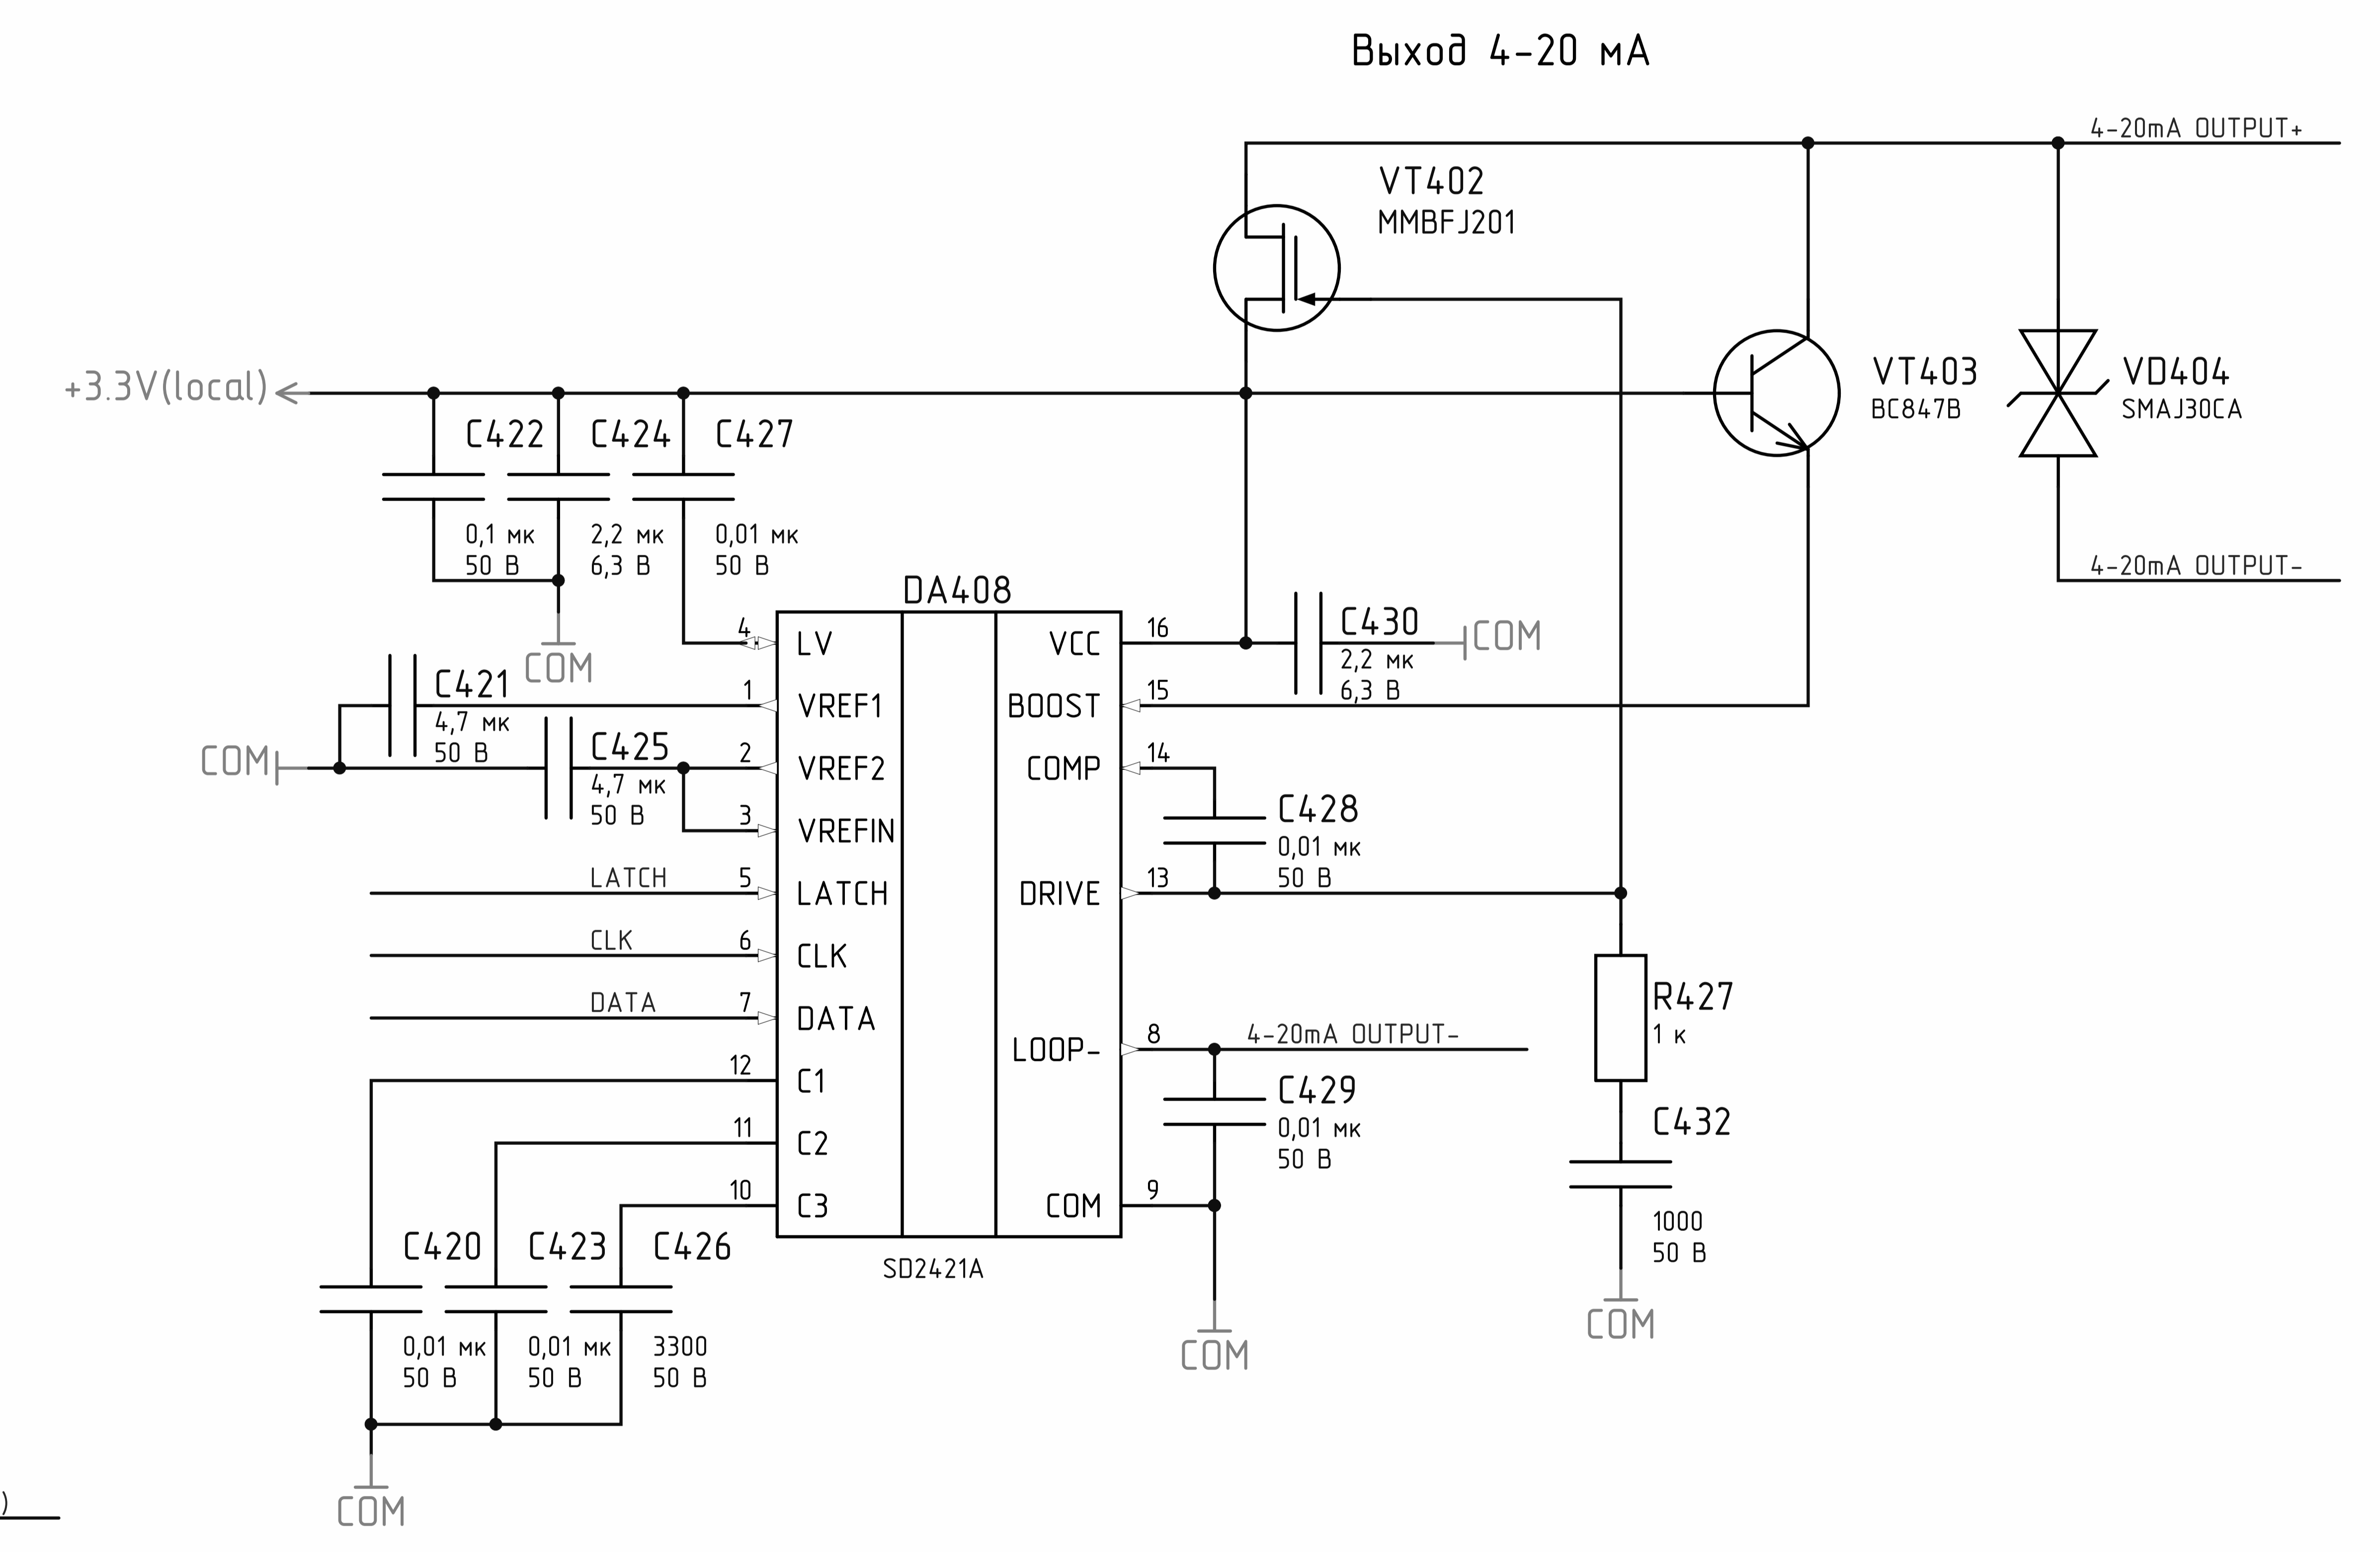 Выход 4-20 мА
4-20mA OUTPUT+
VT402
MMBFJ201
+3.3V(local)
VT403
BC847B
VD404
SMAJ30CA
C422
0,1 мк
50 В
C424
2,2 мк
6,3 В
C427
0,01 мк
50 В
4-20mA OUTPUT-
COM
DA408
4
LV
VCC
16
C430
2,2 мк
6,3 В
COM
C421
4,7 мк
50 В
1
VREF1
BOOST
15
COM
C425
4,7 мк
50 В
2
VREF2
COMP
14
3
VREFIN
C428
0,01 мк
50 В
LATCH
5
LATCH
DRIVE
13
CLK
6
CLK
DATA
7
DATA
R427
1 к
LOOP-
8
4-20mA OUTPUT-
12
C1
C429
0,01 мк
50 В
11
C2
C432
1000
50 В
COM
10
C3
COM
9
SD2421A
COM
C420
0,01 мк
50 В
C423
0,01 мк
50 В
C426
3300
50 В
COM
)